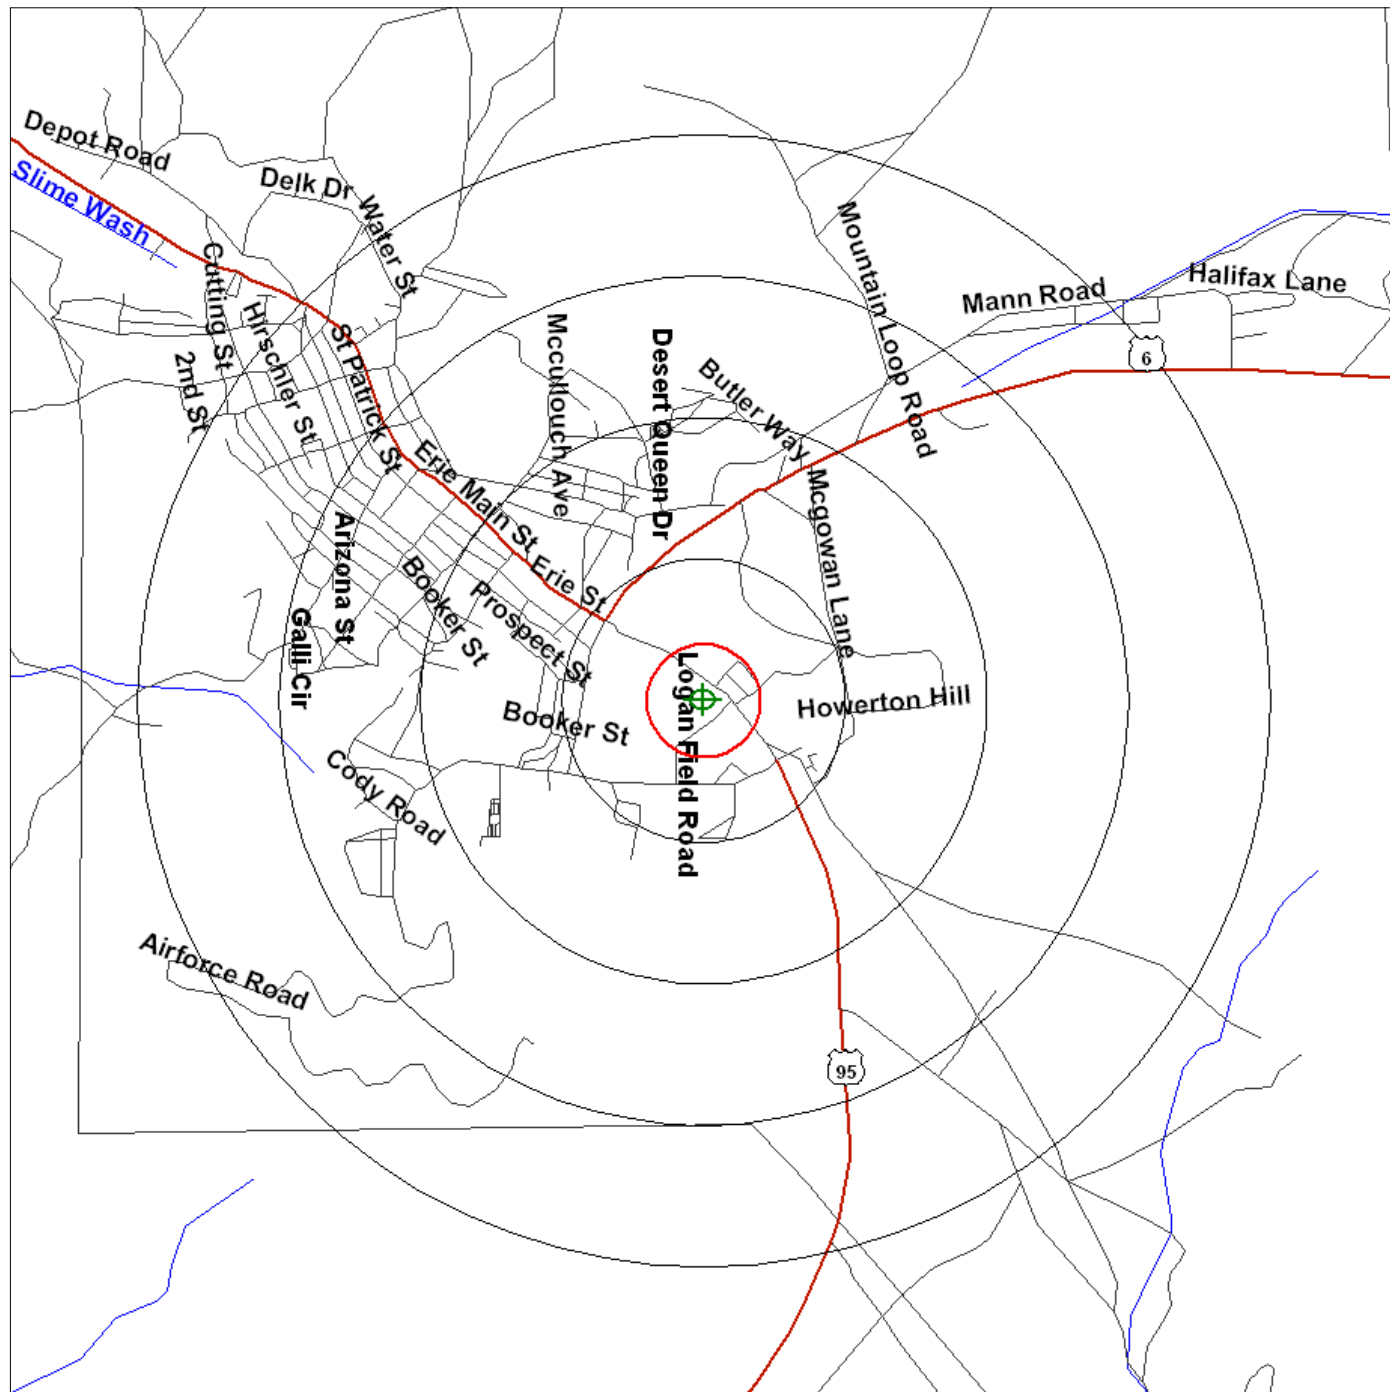 Depot Road
Slime Wash
Delk Dr
Water St
Cutting St
Hirschler St
2nd St
St Patrick St
Mccullouch Ave
Desert Queen Dr
Butler Way
Mountain Loop Road
Mann Road
Halifax Lane
6
Erie Main St
Erie St
Mcgowan Lane
Arizona St
Booker St
Prospect St
Galli Cir
Logan Field Road
Howerton Hill
Booker St
Cody Road
Airforce Road
95